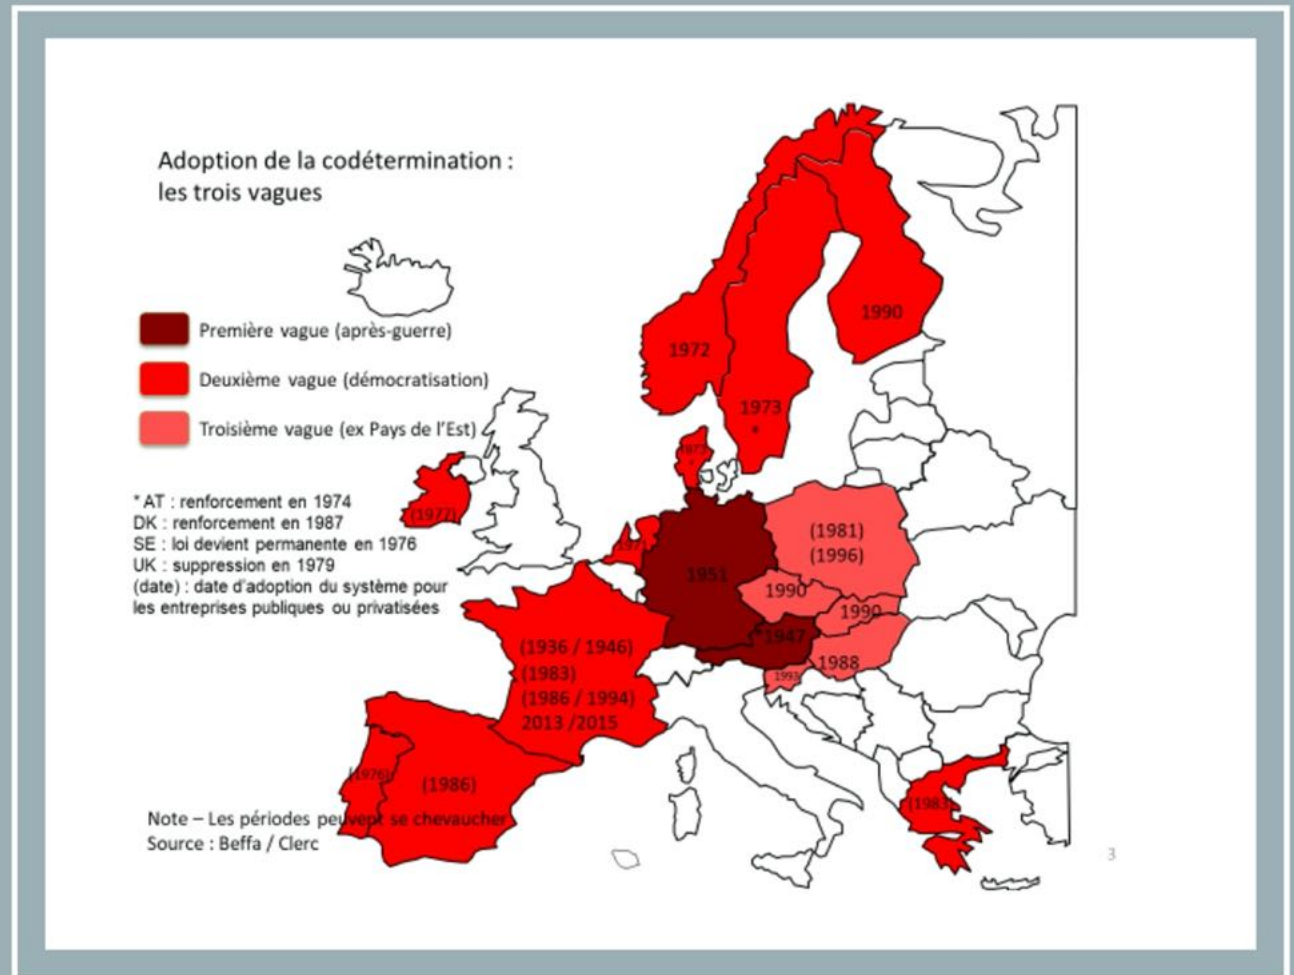 Adoption de la codétermination :
les trois vagues
Première vague (après-guerre)
Deuxième vague (démocratisation)
Troisième vague (ex Pays de l'Est)
* AT : renforcement en 1974
DK : renforcement en 1987
SE : loi devient permanente en 1976
UK : suppression en 1979
(date) : date d'adoption du système pour
les entreprises publiques ou privatisées
1990
1972
1973
*
1973
*
(1977)
(1981)
(1996)
1951
1990
1990
*1947
1988
1993
(1936 / 1946)
(1983)
(1986 / 1994)
2013 /2015
(1976)
(1986)
(1983)
Note – Les périodes peuvent se chevaucher
Source : Beffa / Clerc
3